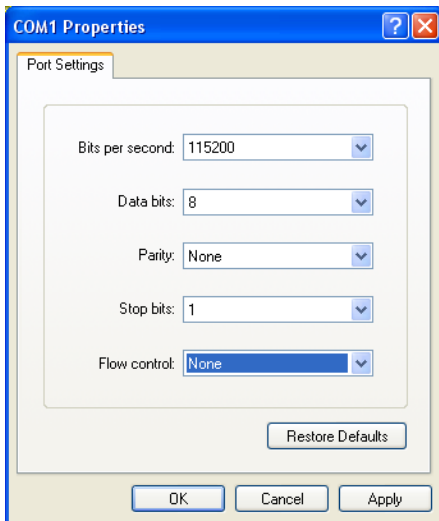 COM1 Properties
Port Settings
Bits per second: 115200
Data bits: 8
Parity: None
Stop bits: 1
Flow control: None
Restore Defaults
OK Cancel Apply